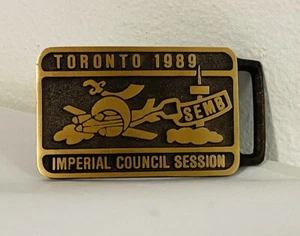 TORONTO 1989
SEMB
IMPERIAL COUNCIL SESSION